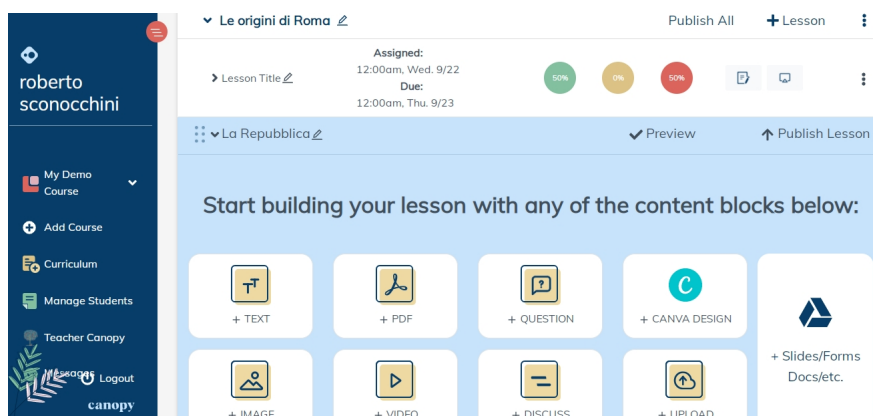 roberto
sconocchini
My Demo
Course
Add Course
Curriculum
Manage Students
Teacher Canopy
Messages
Logout
canopy
Le origini di Roma
Publish All
+ Lesson
Lesson Title
Assigned:
12:00am, Wed. 9/22
Due:
12:00am, Thu. 9/23
50%
0%
50%
La Repubblica
Preview
Publish Lesson
Start building your lesson with any of the content blocks below:
+ TEXT
+ PDF
+ QUESTION
+ CANVA DESIGN
+ Slides/Forms
Docs/etc.
+ IMAGE
+ VIDEO
+ DISCUSS
+ UPLOAD